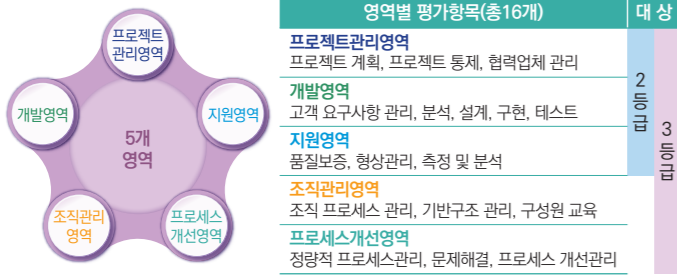 프로젝트
관리영역
개발영역
지원영역
5개
영역
조직관리
영역
프로세스
개선영역
영역별 평가항목(총16개)
대 상
프로젝트관리영역
프로젝트 계획, 프로젝트 통제, 협력업체 관리
개발영역
고객 요구사항 관리, 분석, 설계, 구현, 테스트
지원영역
품질보증, 형상관리, 측정 및 분석
조직관리영역
조직 프로세스 관리, 기반구조 관리, 구성원 교육
프로세스개선영역
정량적 프로세스관리, 문제해결, 프로세스 개선관리
2
등
급
3
등
급